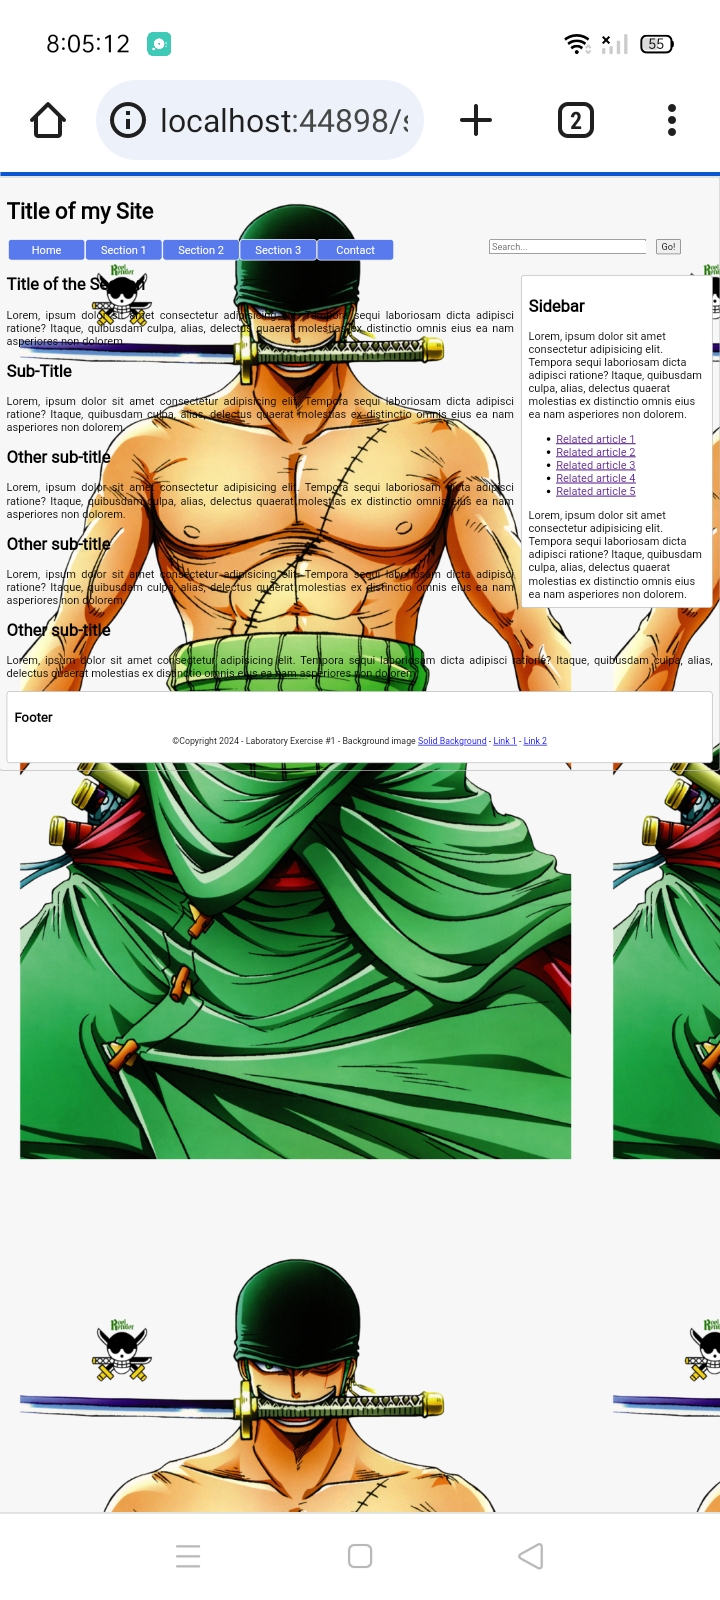 8:05:12
55
localhost:44898/s
2
Title of my Site
Home Section 1 Section 2 Section 3 Contact
Search... Go!
Title of the Section
Lorem, ipsum dolor sit amet consectetur adipisicing elit. Tempora sequi laboriosam dicta adipisci
ratione? Itaque, quibusdam culpa, alias, delectus quaerat molestias ex distinctio omnis eius ea nam
asperiores non dolorem.
Sub-Title
Lorem, ipsum dolor sit amet consectetur adipisicing elit. Tempora sequi laboriosam dicta adipisci
ratione? Itaque, quibusdam culpa, alias, delectus quaerat molestias ex distinctio omnis eius ea nam
asperiores non dolorem.
Other sub-title
Lorem, ipsum dolor sit amet consectetur adipisicing elit. Tempora sequi laboriosam dicta adipisci
ratione? Itaque, quibusdam culpa, alias, delectus quaerat molestias ex distinctio omnis eius ea nam
asperiores non dolorem.
Other sub-title
Lorem, ipsum dolor sit amet consectetur adipisicing elit. Tempora sequi laboriosam dicta adipisci
ratione? Itaque, quibusdam culpa, alias, delectus quaerat molestias ex distinctio omnis eius ea nam
asperiores non dolorem.
Other sub-title
Lorem, ipsum dolor sit amet consectetur adipisicing elit. Tempora sequi laboriosam dicta adipisci ratione? Itaque, quibusdam culpa, alias,
delectus quaerat molestias ex distinctio omnis eius ea nam asperiores non dolorem.
Sidebar
Lorem, ipsum dolor sit amet
consectetur adipisicing elit.
Tempora sequi laboriosam dicta
adipisci ratione? Itaque, quibusdam
culpa, alias, delectus quaerat
molestias ex distinctio omnis eius
ea nam asperiores non dolorem.
Related article 1
Related article 2
Related article 3
Related article 4
Related article 5
Lorem, ipsum dolor sit amet
consectetur adipisicing elit.
Tempora sequi laboriosam dicta
adipisci ratione? Itaque, quibusdam
culpa, alias, delectus quaerat
molestias ex distinctio omnis eius
ea nam asperiores non dolorem.
Footer
©Copyright 2024 - Laboratory Exercise #1 - Background image Solid Background - Link 1 - Link 2